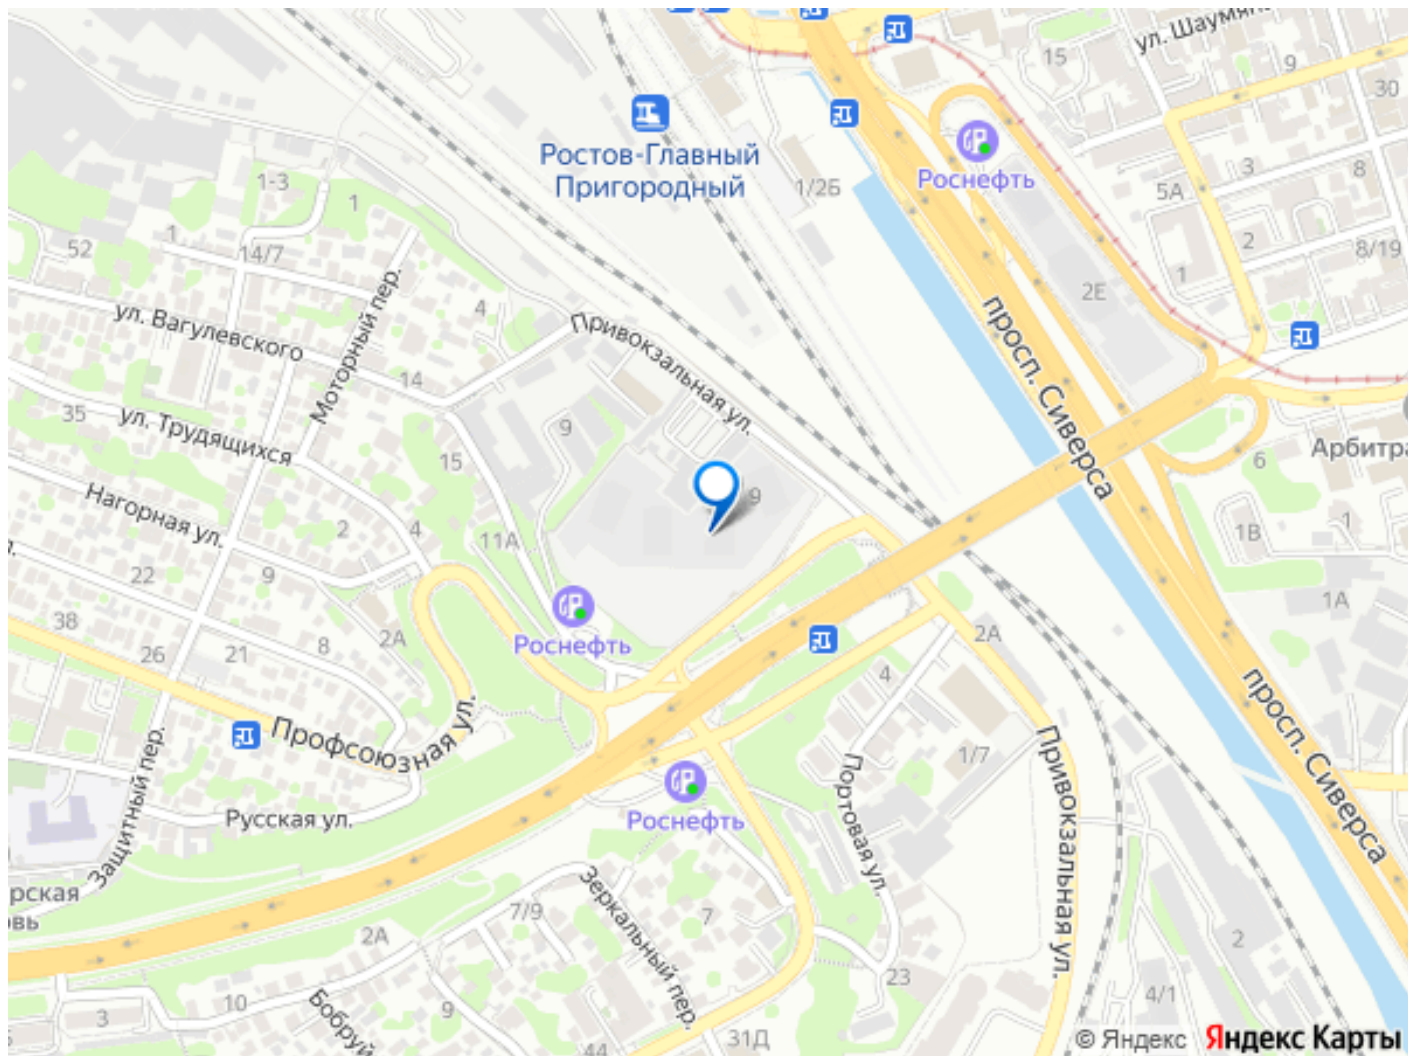 ул. Шаумяна
15
9
30
Ростов-Главный
Пригородный
1/2Б
Роснефть
3
8
5А
1-3
1
52
1
14/7
2
8/19
1
2Е
4
ул. Вагулевского
Моторный пер.
Привокзальная ул.
просп. Сиверса
14
35
ул. Трудящихся
9
15
Арбитра
6
9
Нагорная ул.
2
4
11А
1В
1
22
9
1А
38
Роснефть
2А
8
2А
26
21
4
просп. Сиверса
Профсоюзная ул.
Защитный пер.
Портовая ул.
1/7
Привокзальная ул.
Русская ул.
Роснефть
рская
овь
7/9
Зеркальный пер.
7
2А
2
23
10
Бобруй
9
4/1
3
44
31Д
© Яндекс Яндекс Карты